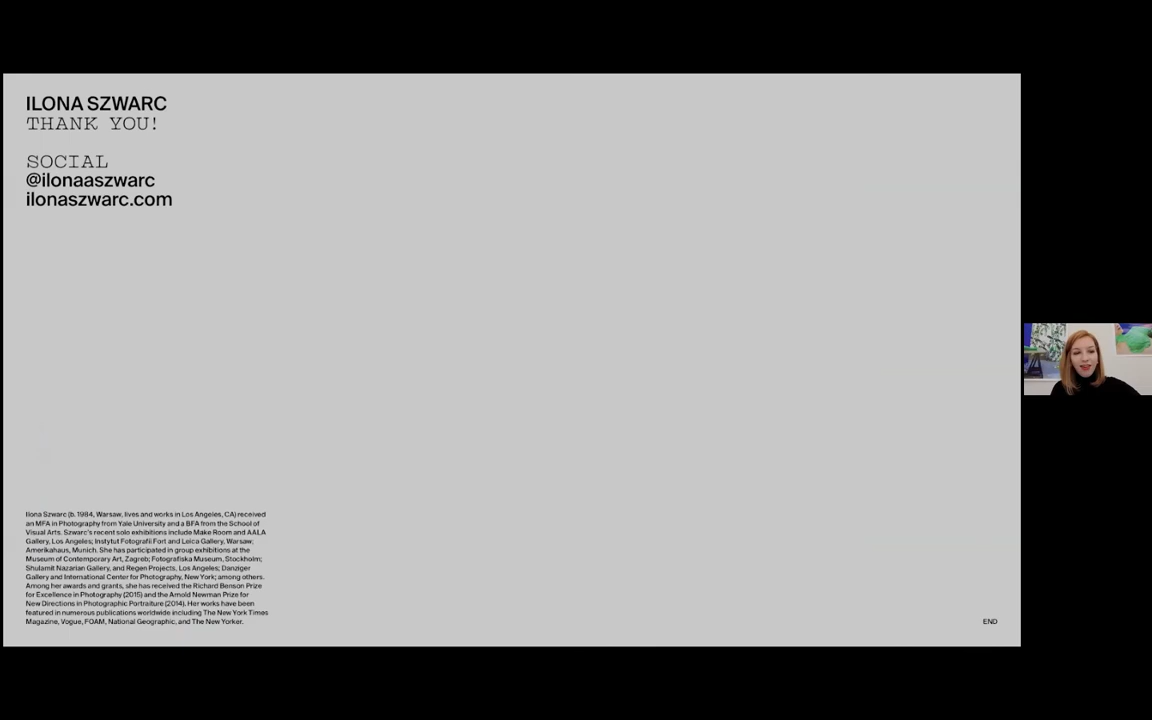 ILONA SZWARC
THANK YOU!
SOCIAL
@ilonaaszwarc
ilonaszwarc.com
Ilona Szwarc (b. 1984, Warsaw, lives and works in Los Angeles, CA) received
an MFA in Photography from Yale University and a BFA from the School of
Visual Arts. Szwarc's recent solo exhibitions include Make Room and AALA
Gallery, Los Angeles; Instytut Fotografii Fort and Leica Gallery, Warsaw;
Amerikahaus, Munich. She has participated in group exhibitions at the
Museum of Contemporary Art, Zagreb; Fotografiska Museum, Stockholm;
Shulamit Nazarian Gallery, and Regen Projects, Los Angeles; Danziger
Gallery and International Center for Photography, New York; among others.
Among her awards and grants, she has received the Richard Benson Prize
for Excellence in Photography (2015) and the Arnold Newman Prize for
New Directions in Photographic Portraiture (2014). Her works have been
featured in numerous publications worldwide including The New York Times
Magazine, Vogue, FOAM, National Geographic, and The New Yorker.
END